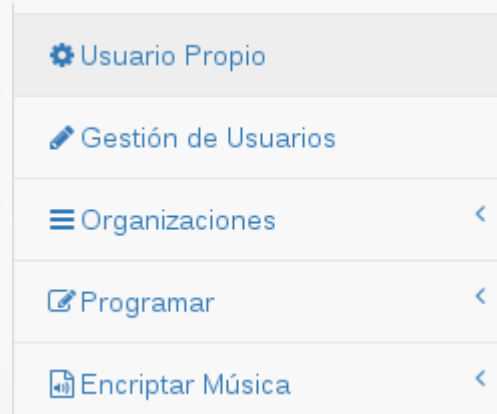 Usuario Propio
Gestión de Usuarios
Organizaciones
Programar
Encriptar Música